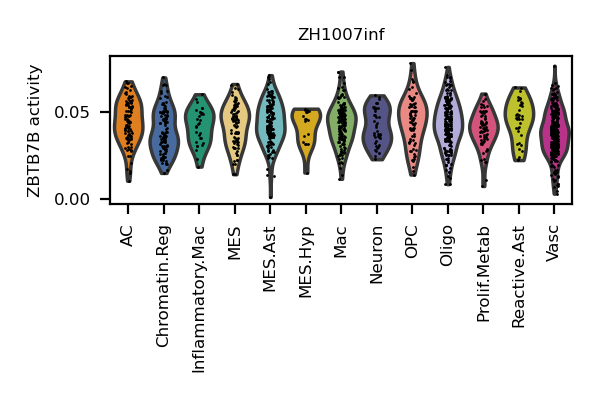 ZH1007inf
ZBTB7B activity
0.05
0.00
AC
Chromatin.Reg
Inflammatory.Mac
MES
MES.Ast
MES.Hyp
Mac
Neuron
OPC
Oligo
Prolif.Metab
Reactive.Ast
Vasc